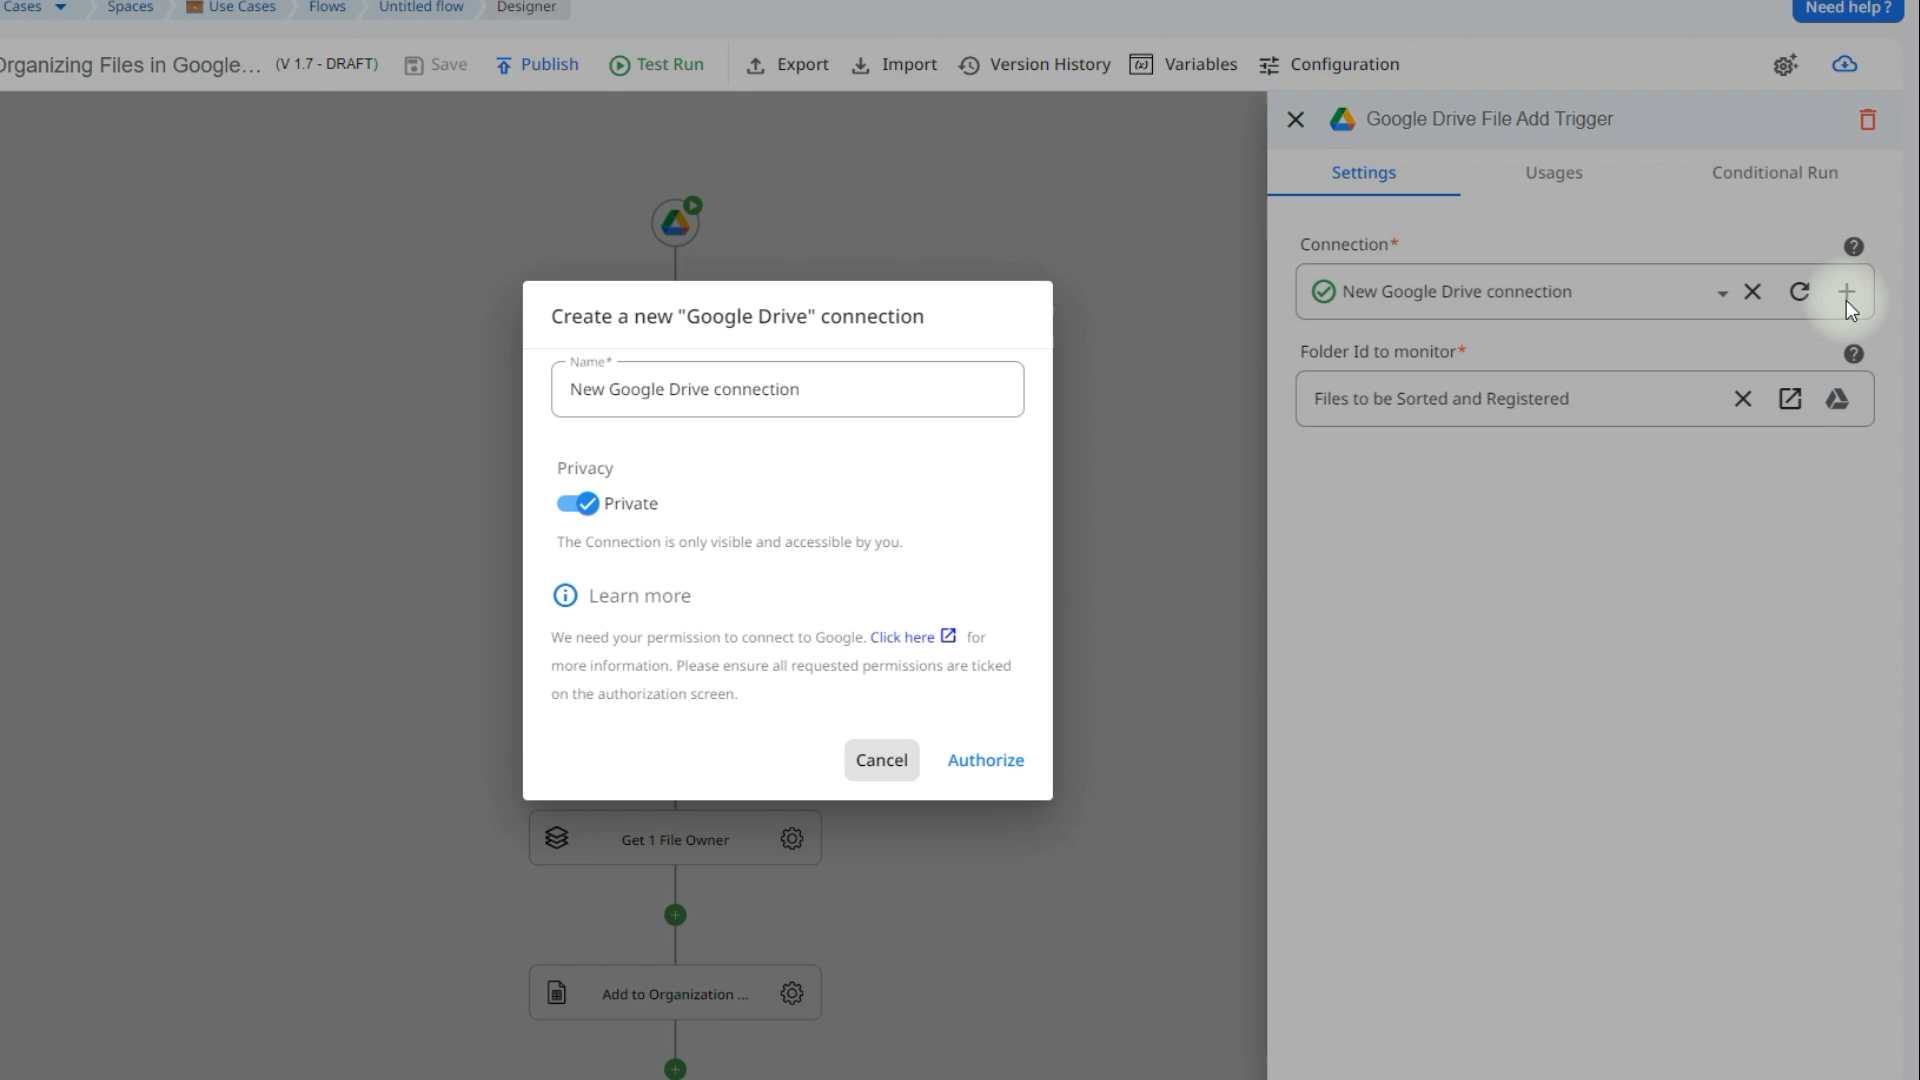 Cases
Spaces
Use Cases
Flows
Untitled flow
Designer
Need help ?
Organizing Files in Google...
(V 1.7 - DRAFT)
Save
Publish
Test Run
Export
Import
Version History
Variables
Configuration
Google Drive File Add Trigger
Settings
Usages
Conditional Run
Connection*
New Google Drive connection
Folder Id to monitor*
Files to be Sorted and Registered
Create a new "Google Drive" connection
Name*
New Google Drive connection
Privacy
Private
The Connection is only visible and accessible by you.
Learn more
We need your permission to connect to Google. Click here for
more information. Please ensure all requested permissions are ticked
on the authorization screen.
Cancel
Authorize
Get 1 File Owner
Add to Organization ...